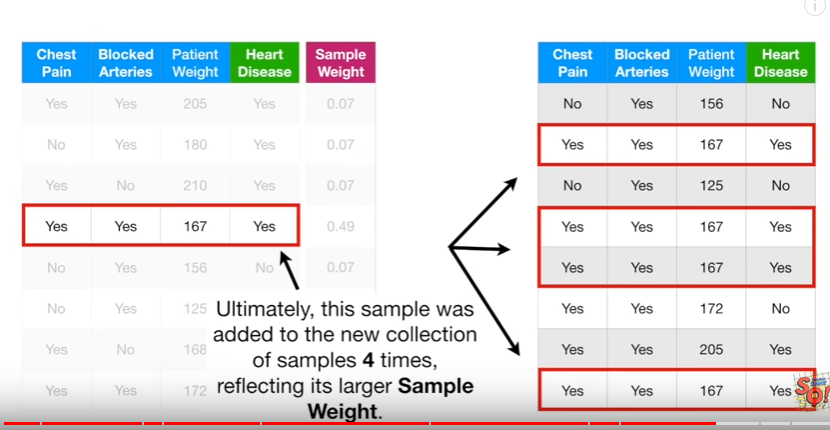 Chest Pain Blocked Arteries Patient Weight Heart Disease Sample Weight
Yes Yes 205 Yes 0.07
No Yes 180 Yes 0.07
Yes No 210 Yes 0.07
Yes Yes 167 Yes 0.49
No Yes 156 No 0.07
No Yes 125
Yes No 168
Yes Yes 172
Ultimately, this sample was
added to the new collection
of samples 4 times,
reflecting its larger Sample
Weight.
Chest Pain Blocked Arteries Patient Weight Heart Disease
No Yes 156 No
Yes Yes 167 Yes
No Yes 125 No
Yes Yes 167 Yes
Yes Yes 167 Yes
Yes Yes 172 No
Yes Yes 205 Yes
Yes Yes 167 Yes